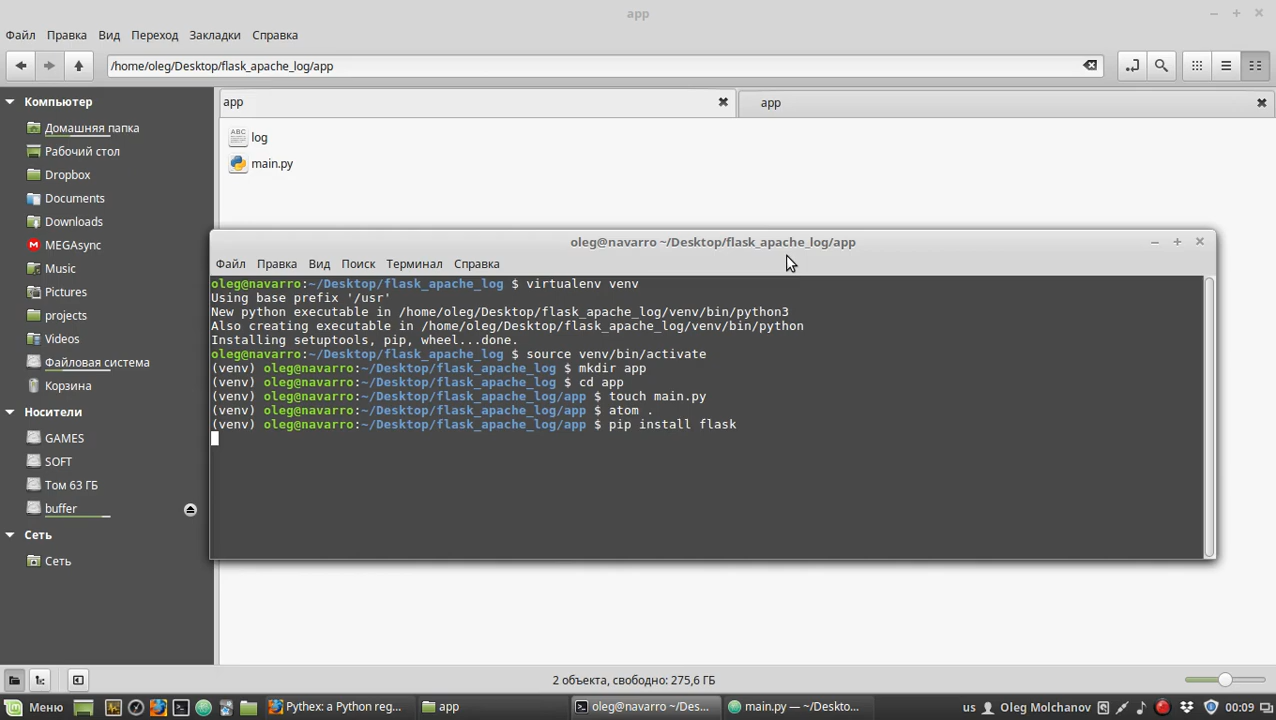 app
Файл Правка Вид Переход Закладки Справка
/home/oleg/Desktop/flask_apache_log/app
Компьютер
Домашняя папка
Рабочий стол
Dropbox
Documents
Downloads
MEGAsync
Music
Pictures
projects
Videos
Файловая система
Корзина
Носители
GAMES
SOFT
Том 63 ГБ
buffer
Сеть
Сеть
app
app
ABC
log
main.py
oleg@navarro ~/Desktop/flask_apache_log/app
Файл Правка Вид Поиск Терминал Справка
oleg@navarro:~/Desktop/flask_apache_log $ virtualenv venv
Using base prefix '/usr'
New python executable in /home/oleg/Desktop/flask_apache_log/venv/bin/python3
Also creating executable in /home/oleg/Desktop/flask_apache_log/venv/bin/python
Installing setuptools, pip, wheel...done.
oleg@navarro:~/Desktop/flask_apache_log $ source venv/bin/activate
(venv) oleg@navarro:~/Desktop/flask_apache_log $ mkdir app
(venv) oleg@navarro:~/Desktop/flask_apache_log $ cd app
(venv) oleg@navarro:~/Desktop/flask_apache_log/app $ touch main.py
(venv) oleg@navarro:~/Desktop/flask_apache_log/app $ atom .
(venv) oleg@navarro:~/Desktop/flask_apache_log/app $ pip install flask
2 объекта, свободно: 275,6 ГБ
Меню
Pythex: a Python reg...
app
oleg@navarro: ~/Des...
main.py — ~/Deskto...
us
Oleg Molchanov
00:09